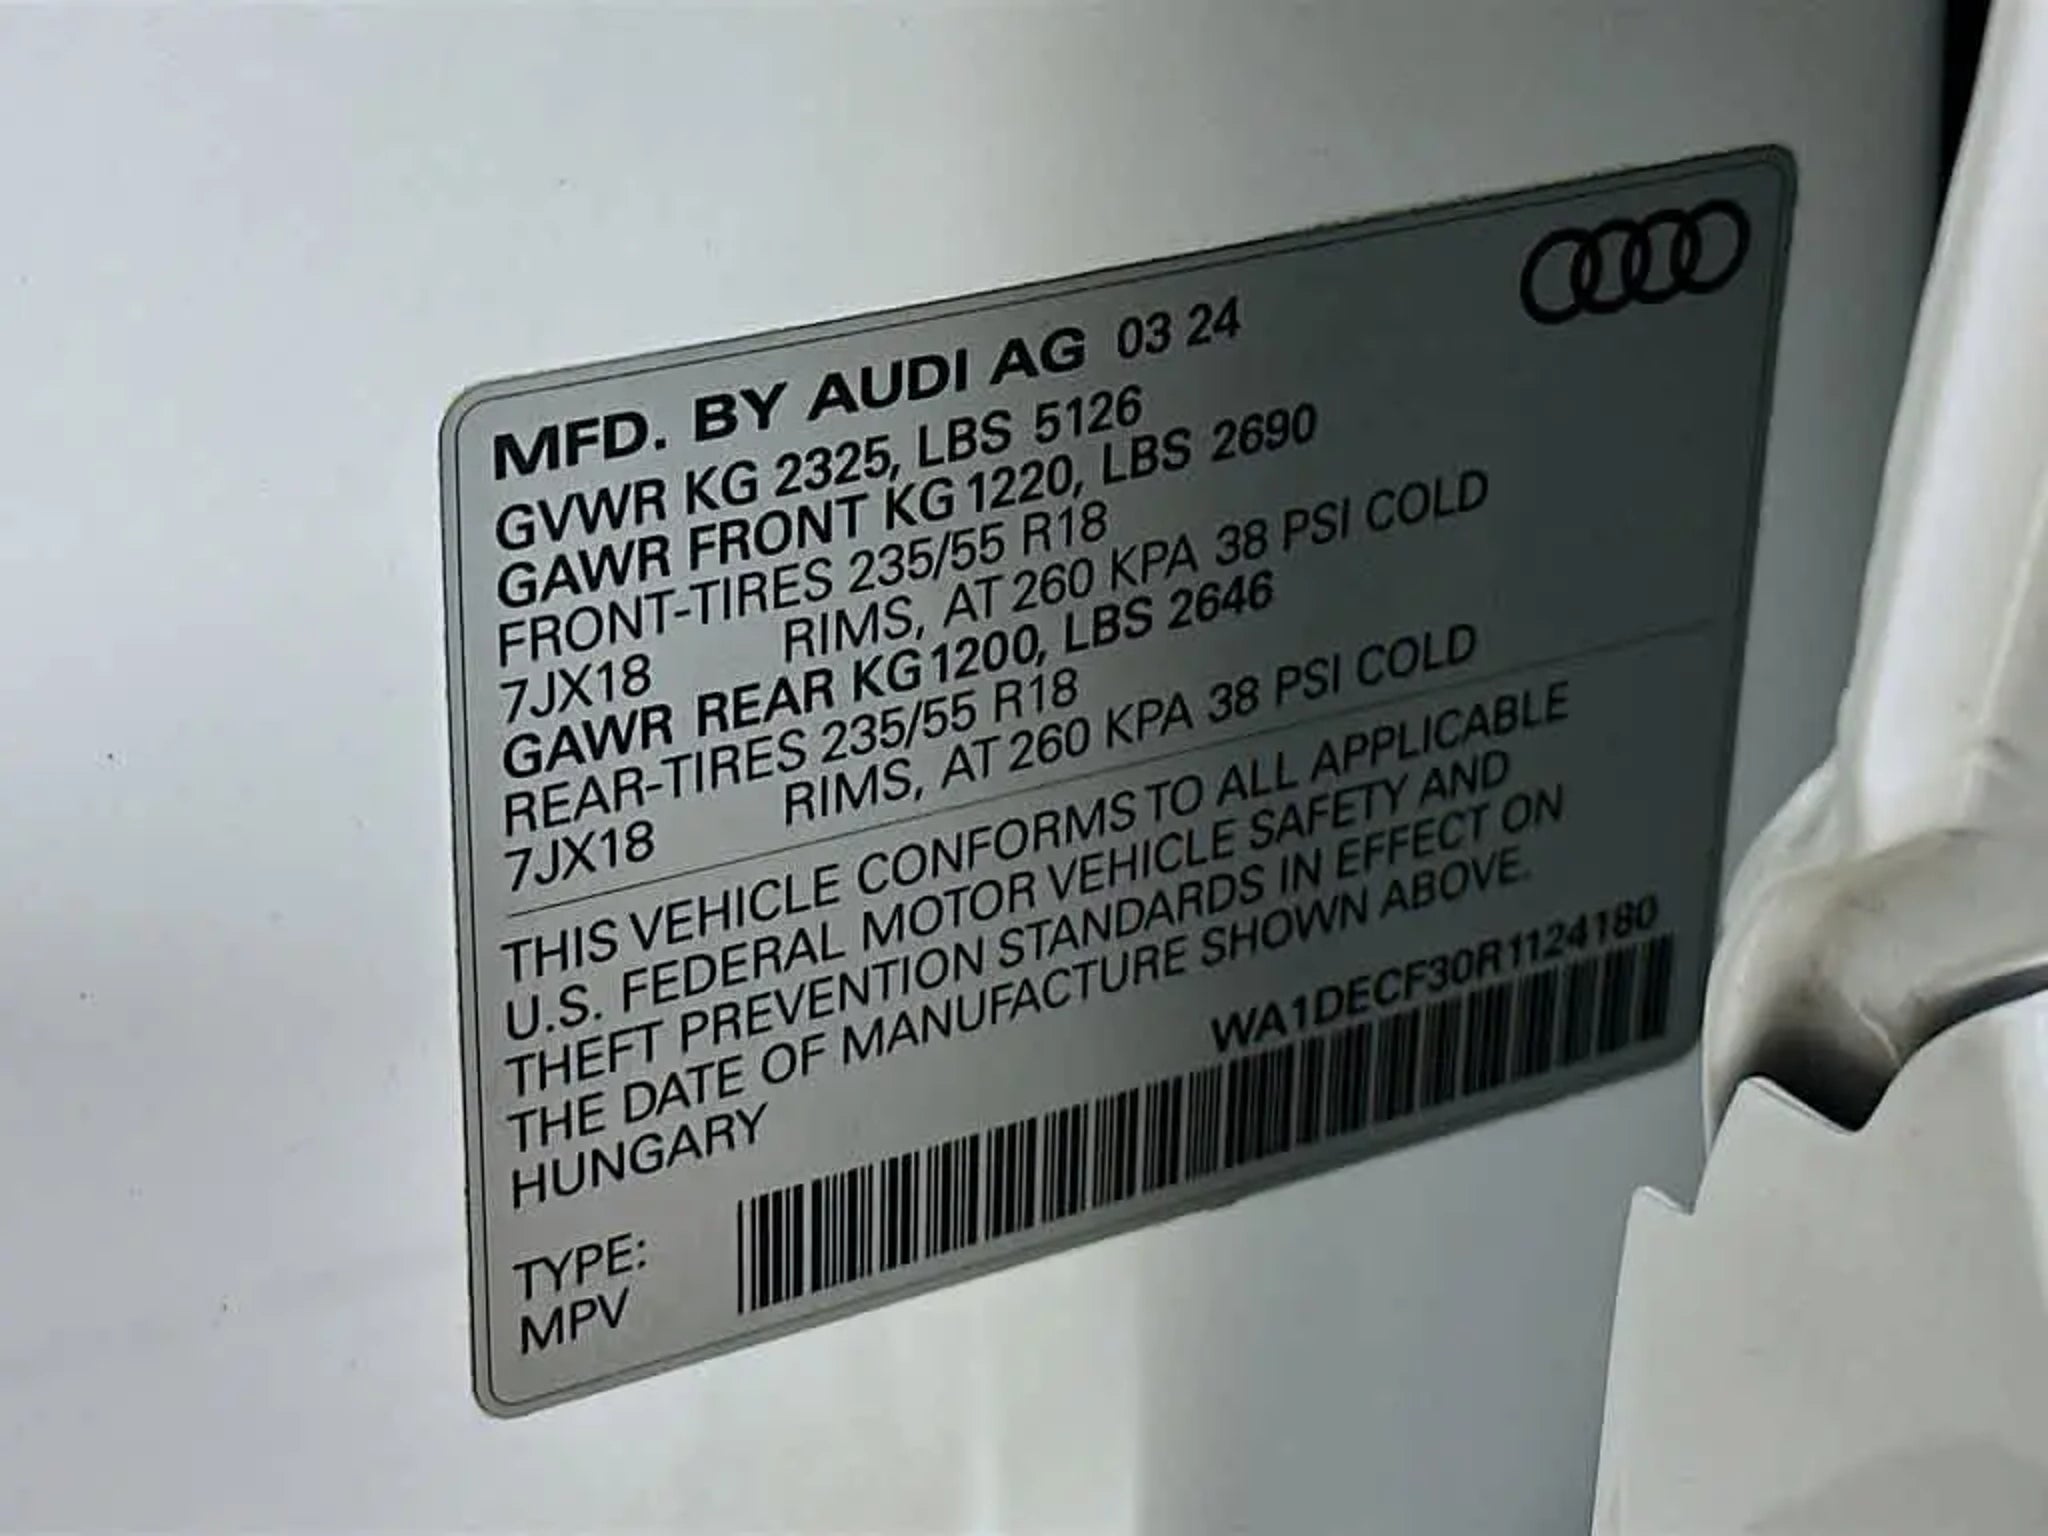 MFD. BY AUDI AG 03 24
GVWR KG 2325, LBS 5126
GAWR FRONT KG 1220, LBS 2690
FRONT-TIRES 235/55 R18
7JX18 RIMS, AT 260 KPA 38 PSI COLD
GAWR REAR KG 1200, LBS 2646
REAR-TIRES 235/55 R18
7JX18 RIMS, AT 260 KPA 38 PSI COLD
THIS VEHICLE CONFORMS TO ALL APPLICABLE
U.S. FEDERAL MOTOR VEHICLE SAFETY AND
THEFT PREVENTION STANDARDS IN EFFECT ON
THE DATE OF MANUFACTURE SHOWN ABOVE.
HUNGARY
WA1DECF30R1124180
TYPE:
MPV